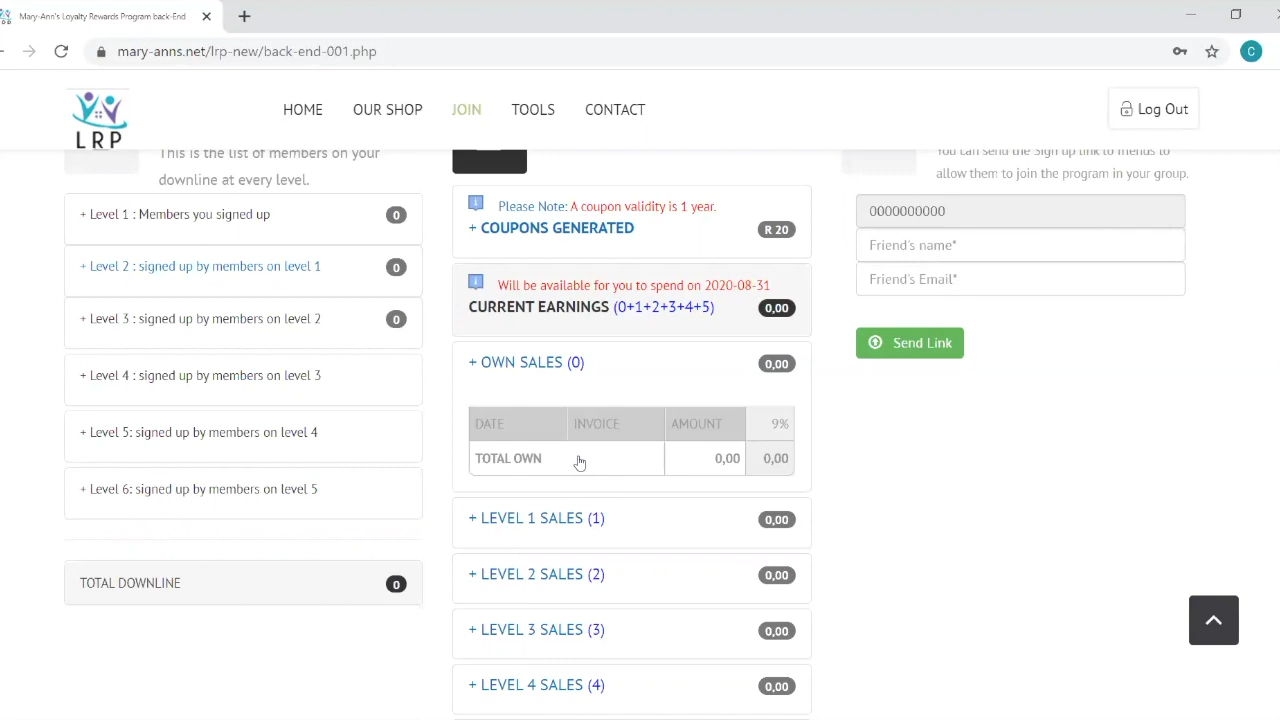 Mary-Ann's Loyalty Rewards Program back-End
mary-anns.net/lrp-new/back-end-001.php
C
LRP
HOME
OUR SHOP
JOIN
TOOLS
CONTACT
Log Out
This is the list of members on your
downline at every level.
+ Level 1 : Members you signed up 0
+ Level 2 : signed up by members on level 1 0
+ Level 3 : signed up by members on level 2 0
+ Level 4 : signed up by members on level 3
+ Level 5: signed up by members on level 4
+ Level 6: signed up by members on level 5
TOTAL DOWNLINE 0
Please Note: A coupon validity is 1 year.
+ COUPONS GENERATED R 20
Will be available for you to spend on 2020-08-31
CURRENT EARNINGS (0+1+2+3+4+5) 0,00
+ OWN SALES (0) 0,00
DATE INVOICE AMOUNT 9%
TOTAL OWN 0,00 0,00
+ LEVEL 1 SALES (1) 0,00
+ LEVEL 2 SALES (2) 0,00
+ LEVEL 3 SALES (3) 0,00
+ LEVEL 4 SALES (4) 0,00
You can send the Sign up link to friends to
allow them to join the program in your group.
0000000000
Friend's name*
Friend's Email*
Send Link